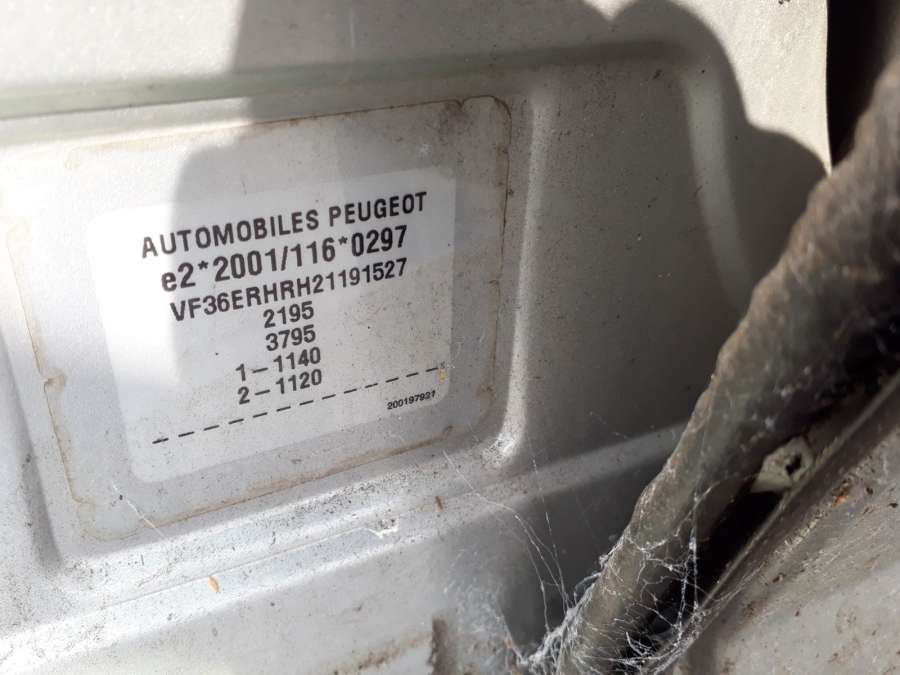 AUTOMOBILES PEUGEOT
e2*2001/116*0297
VF36ERHRH21191527
2195
3795
1-1140
2-1120
200197921